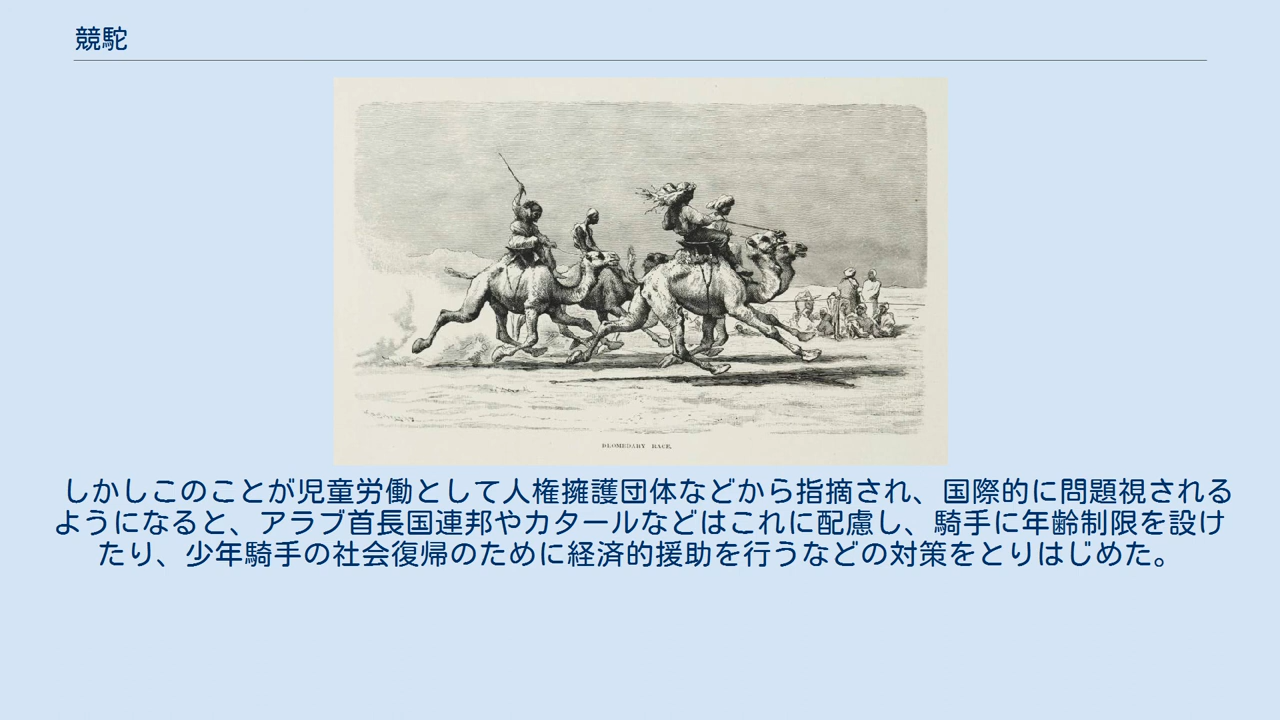 競駝
DROMEDARY RACE.
しかしこのことが児童労働として人権擁護団体などから指摘され、国際的に問題視される
ようになると、アラブ首長国連邦やカタールなどはこれに配慮し、騎手に年齢制限を設け
たり、少年騎手の社会復帰のために経済的援助を行うなどの対策をとりはじめた。